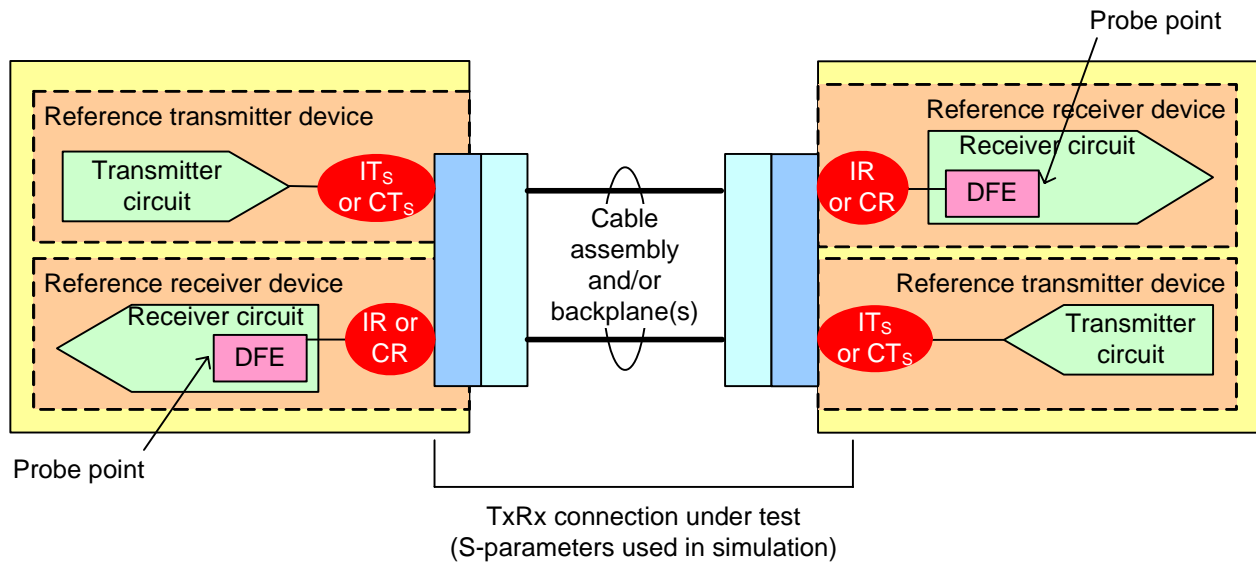 Probe point
Reference transmitter device
Transmitter
circuit
ITS
or CTS
Reference receiver device
Receiver circuit
DFE
IR or
CR
Probe point
Cable
assembly
and/or
backplane(s)
Reference receiver device
Receiver circuit
IR
or CR
DFE
Reference transmitter device
ITS
or CTS
Transmitter
circuit
TxRx connection under test
(S-parameters used in simulation)